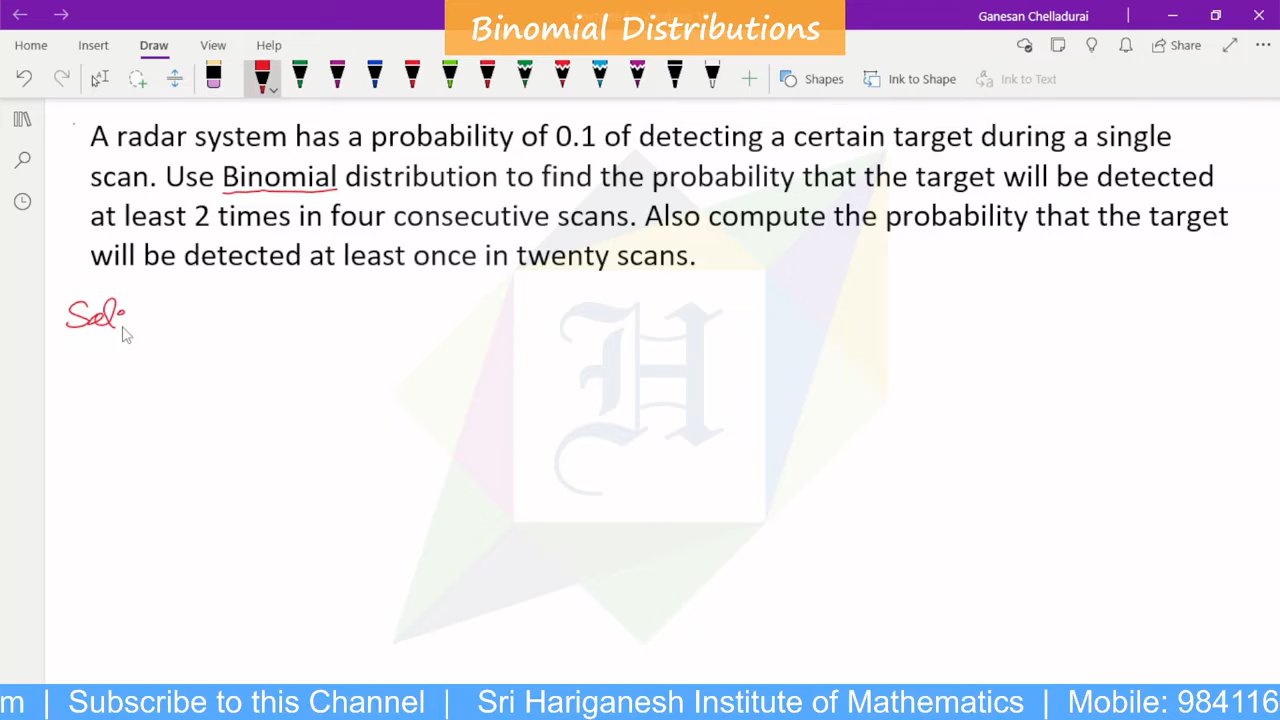 Binomial Distributions
Ganesan Chelladurai
Home Insert Draw View Help
Share
Shapes Ink to Shape Ink to Text
A radar system has a probability of 0.1 of detecting a certain target during a single
scan. Use Binomial distribution to find the probability that the target will be detected
at least 2 times in four consecutive scans. Also compute the probability that the target
will be detected at least once in twenty scans.
Sol.
H
m | Subscribe to this Channel | Sri Hariganesh Institute of Mathematics | Mobile: 984116